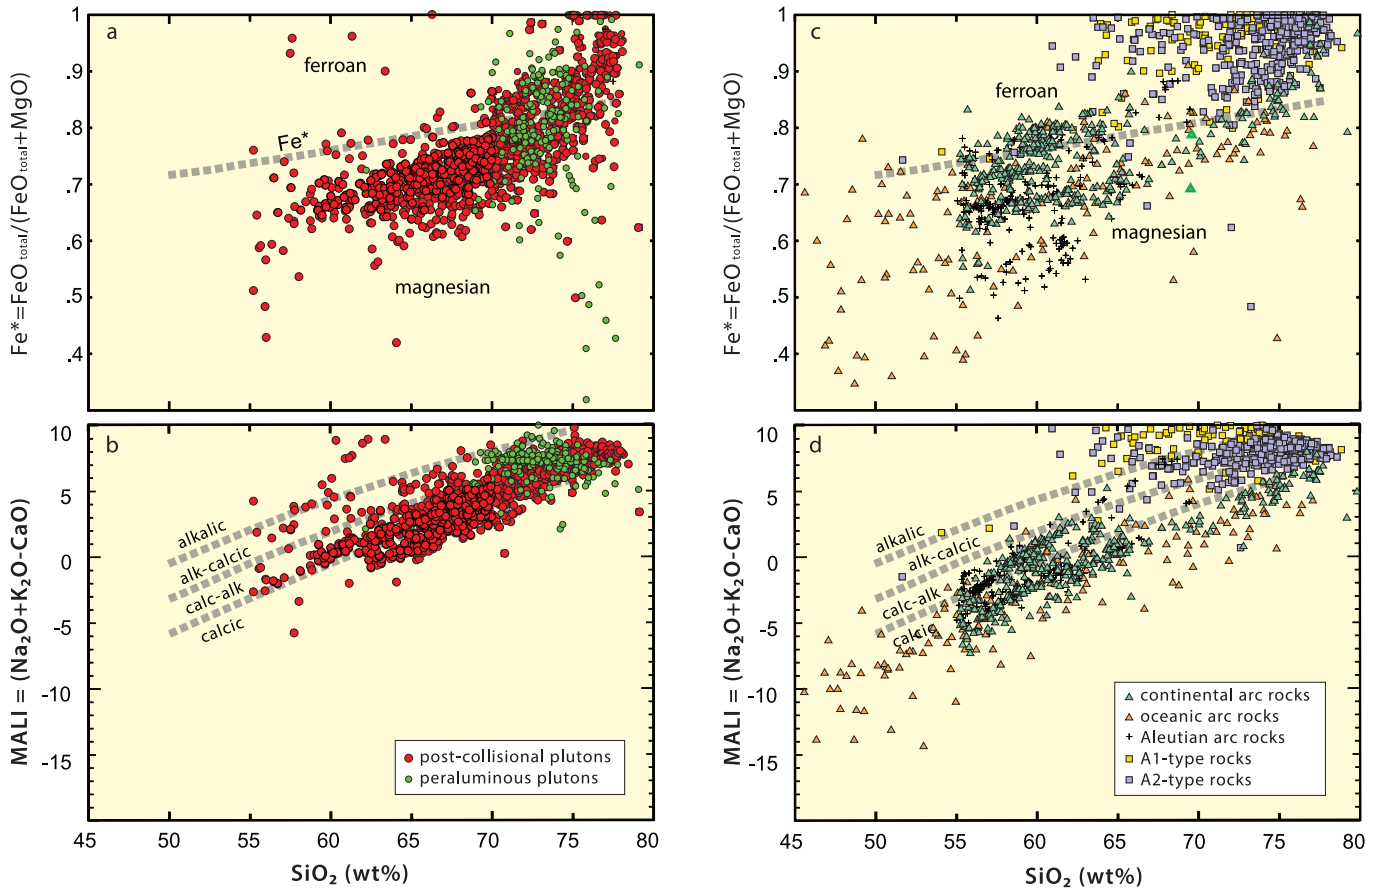 a
ferroan
Fe*
magnesian
Fe*=FeO total/(FeO total+MgO)
1
.9
.8
.7
.6
.5
.4
c
ferroan
magnesian
Fe*=FeO total/(FeO total+MgO)
1
.9
.8
.7
.6
.5
.4
b
alkalic
alk-calcic
calc-alk
calcic
MALI = (Na₂O+K₂O-CaO)
10
5
0
-5
-10
-15
post-collisional plutons
peraluminous plutons
45 50 55 60 65 70 75 80
SiO₂ (wt%)
d
alkalic
alk-calcic
calc-alk
calcic
MALI = (Na₂O+K₂O-CaO)
10
5
0
-5
-10
-15
continental arc rocks
oceanic arc rocks
Aleutian arc rocks
A1-type rocks
A2-type rocks
45 50 55 60 65 70 75 80
SiO₂ (wt%)